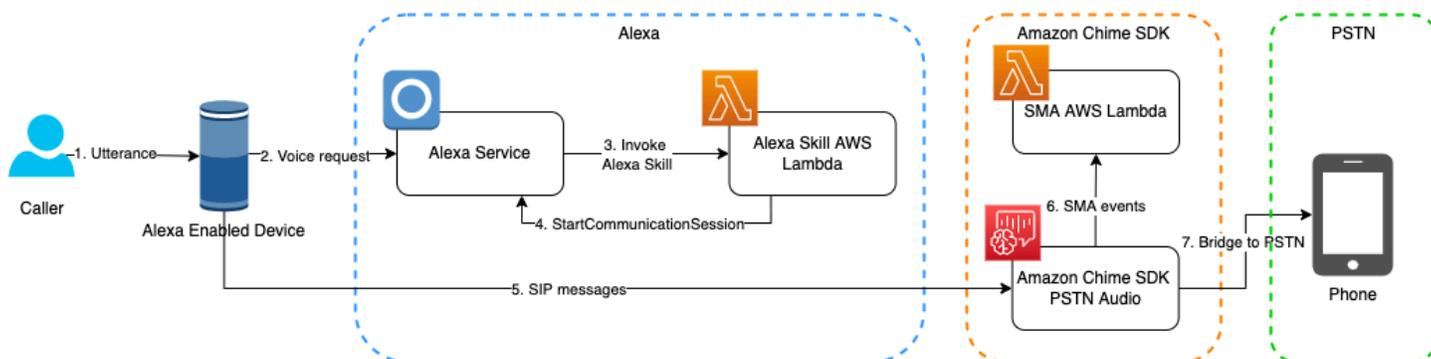 Alexa
Amazon Chime SDK
PSTN
SMA AWS Lambda
1. Utterance
2. Voice request
Alexa Service
3. Invoke
Alexa Skill
Alexa Skill AWS
Lambda
Caller
Alexa Enabled Device
4. StartCommunicationSession
6. SMA events
7. Bridge to PSTN
5. SIP messages
Amazon Chime SDK
PSTN Audio
Phone